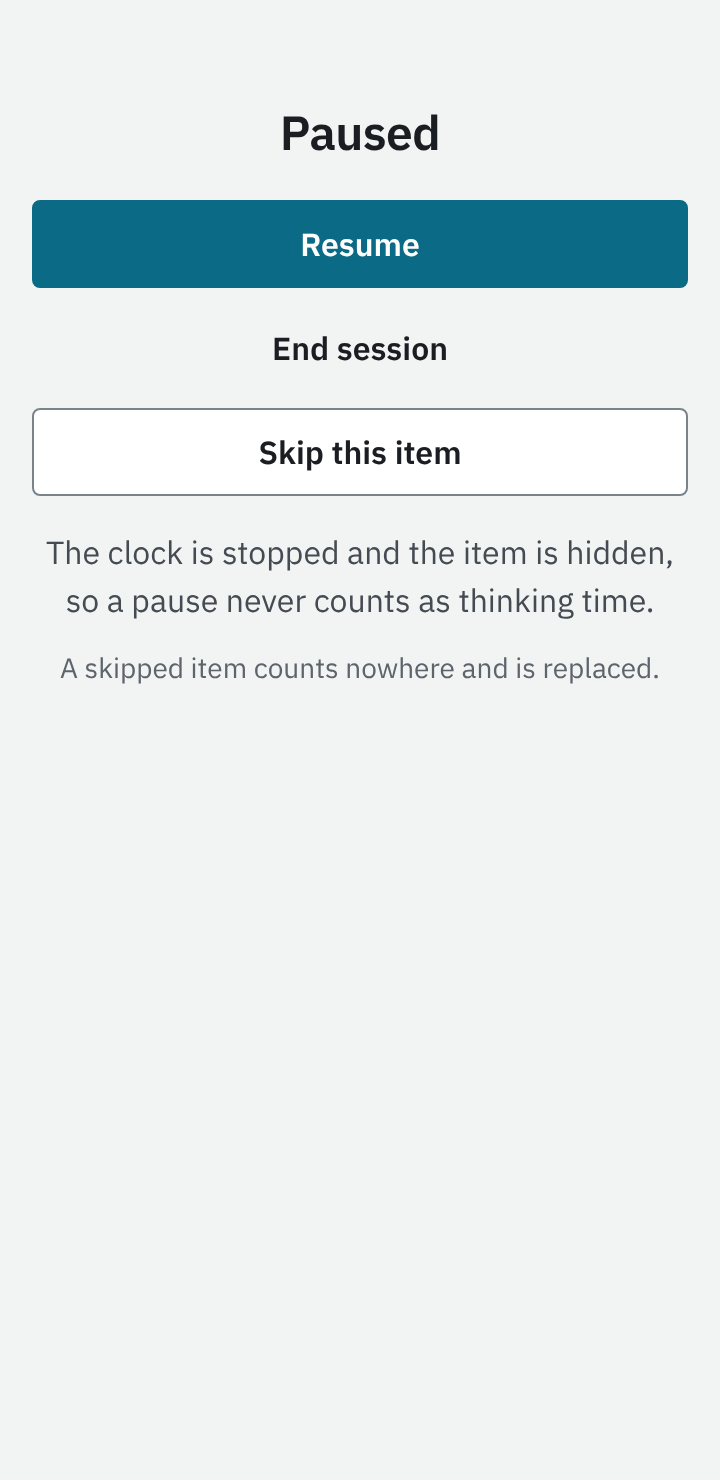 Paused
Resume
End session
Skip this item
The clock is stopped and the item is hidden,
so a pause never counts as thinking time.
A skipped item counts nowhere and is replaced.